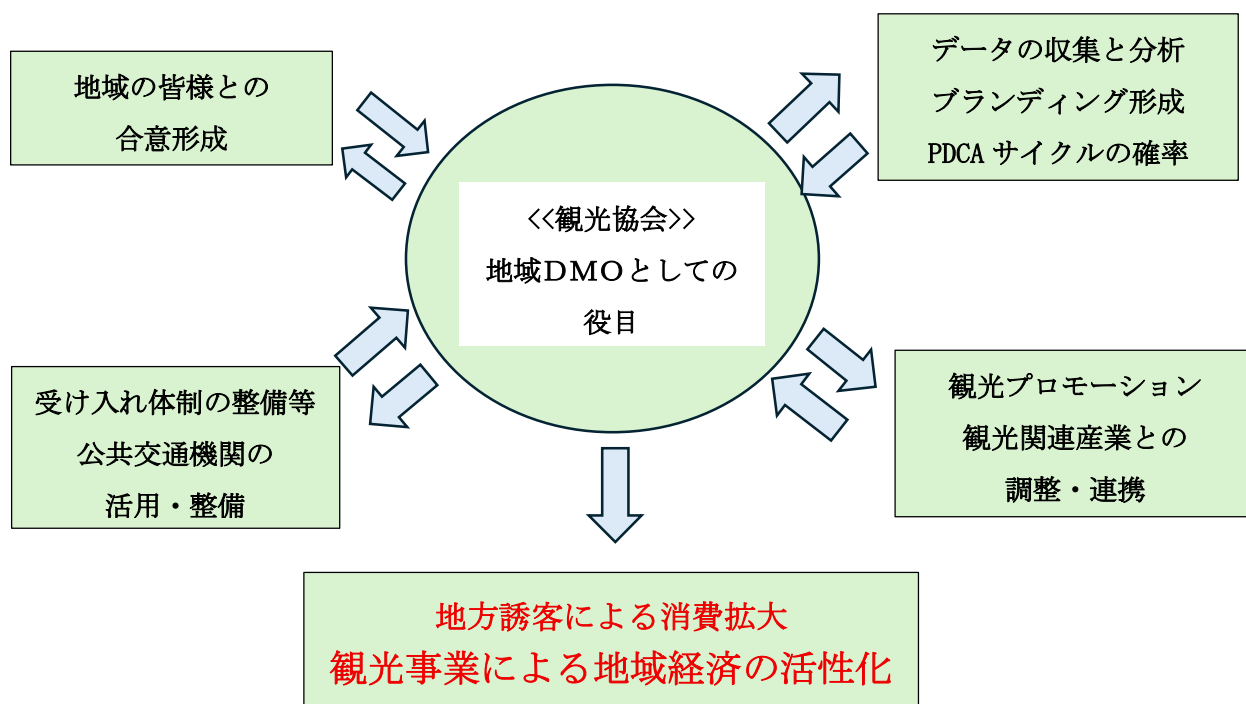 地域の皆様との
合意形成
データの収集と分析
ブランディング形成
PDCAサイクルの確率
<<観光協会>>
地域DMOとしての
役目
受け入れ体制の整備等
公共交通機関の
活用・整備
観光プロモーション
観光関連産業との
調整・連携
地方誘客による消費拡大
観光事業による地域経済の活性化